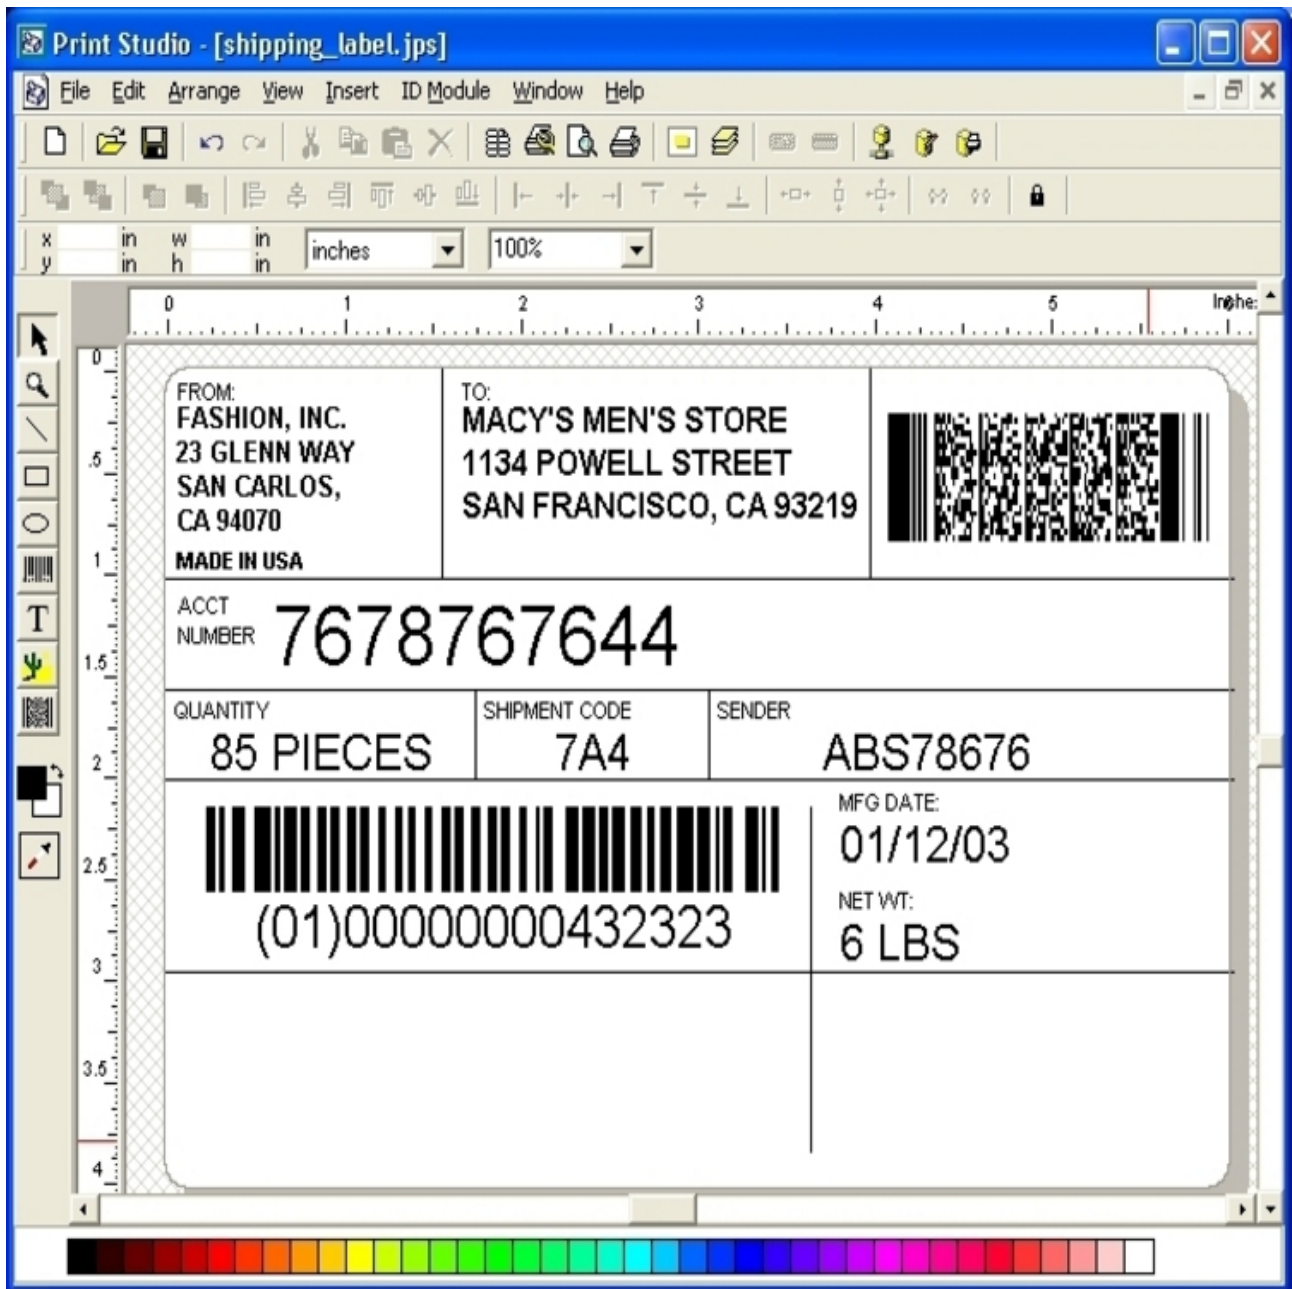 Print Studio - [shipping_label.jps]
File Edit Arrange View Insert ID Module Window Help
x in w in inches 100%
y in h in
0 1 2 3 4 5
0
.5
1
1.5
2
2.5
3
3.5
4
FROM:
FASHION, INC.
23 GLENN WAY
SAN CARLOS,
CA 94070
MADE IN USA
TO:
MACY'S MEN'S STORE
1134 POWELL STREET
SAN FRANCISCO, CA 93219
ACCT
NUMBER
7678767644
QUANTITY
85 PIECES
SHIPMENT CODE
7A4
SENDER
ABS78676
(01)00000000432323
MFG DATE:
01/12/03
NET WT:
6 LBS
T